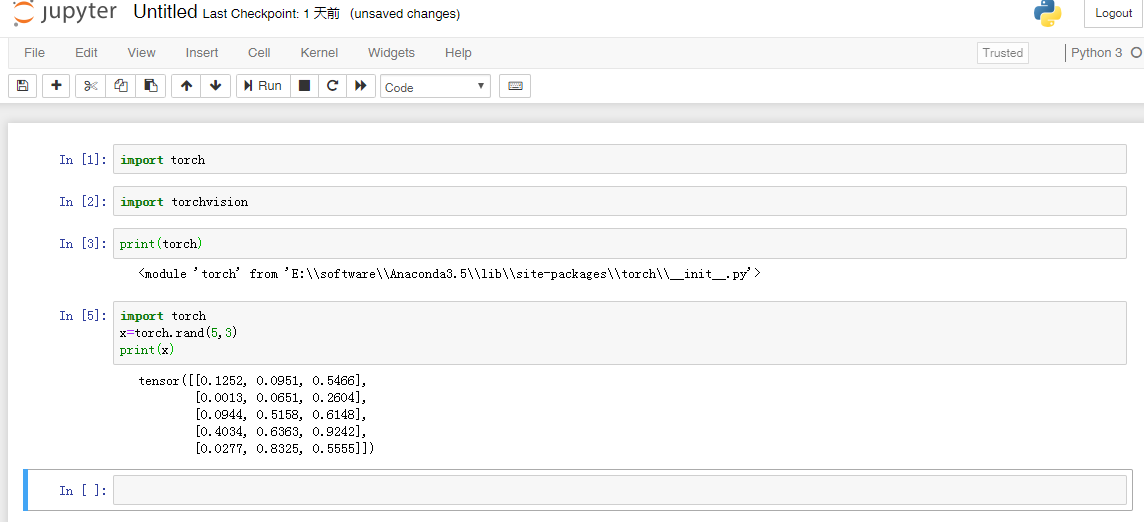 jupyter Untitled Last Checkpoint: 1 天前 (unsaved changes) Logout
File Edit View Insert Cell Kernel Widgets Help Trusted Python 3
Run Code
In [1]: import torch
In [2]: import torchvision
In [3]: print(torch)
<module 'torch' from 'E:\\software\\Anaconda3.5\\lib\\site-packages\\torch\\__init__.py'>
In [5]: import torch
x=torch.rand(5,3)
print(x)
tensor([[0.1252, 0.0951, 0.5466],
[0.0013, 0.0651, 0.2604],
[0.0944, 0.5158, 0.6148],
[0.4034, 0.6363, 0.9242],
[0.0277, 0.8325, 0.5555]])
In [ ]: